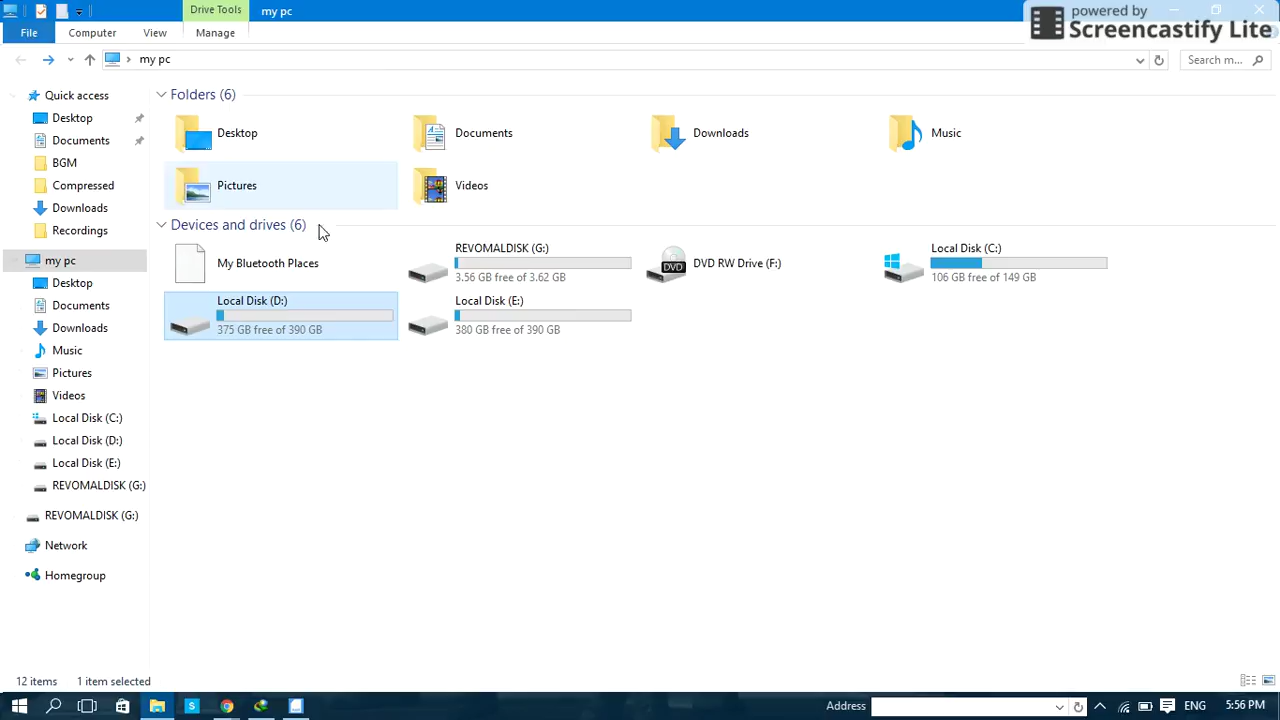 Drive Tools
my pc
powered by
Screencastify Lite
File
Computer
View
Manage
my pc
Search m...
Quick access
Desktop
Documents
BGM
Compressed
Downloads
Recordings
my pc
Desktop
Documents
Downloads
Music
Pictures
Videos
Local Disk (C:)
Local Disk (D:)
Local Disk (E:)
REVOMALDISK (G:)
REVOMALDISK (G:)
Network
Homegroup
Folders (6)
Desktop
Documents
Downloads
Music
Pictures
Videos
Devices and drives (6)
My Bluetooth Places
REVOMALDISK (G:)
3.56 GB free of 3.62 GB
DVD
DVD RW Drive (F:)
Local Disk (C:)
106 GB free of 149 GB
Local Disk (D:)
375 GB free of 390 GB
Local Disk (E:)
380 GB free of 390 GB
12 items
1 item selected
S
Address
ENG
5:56 PM